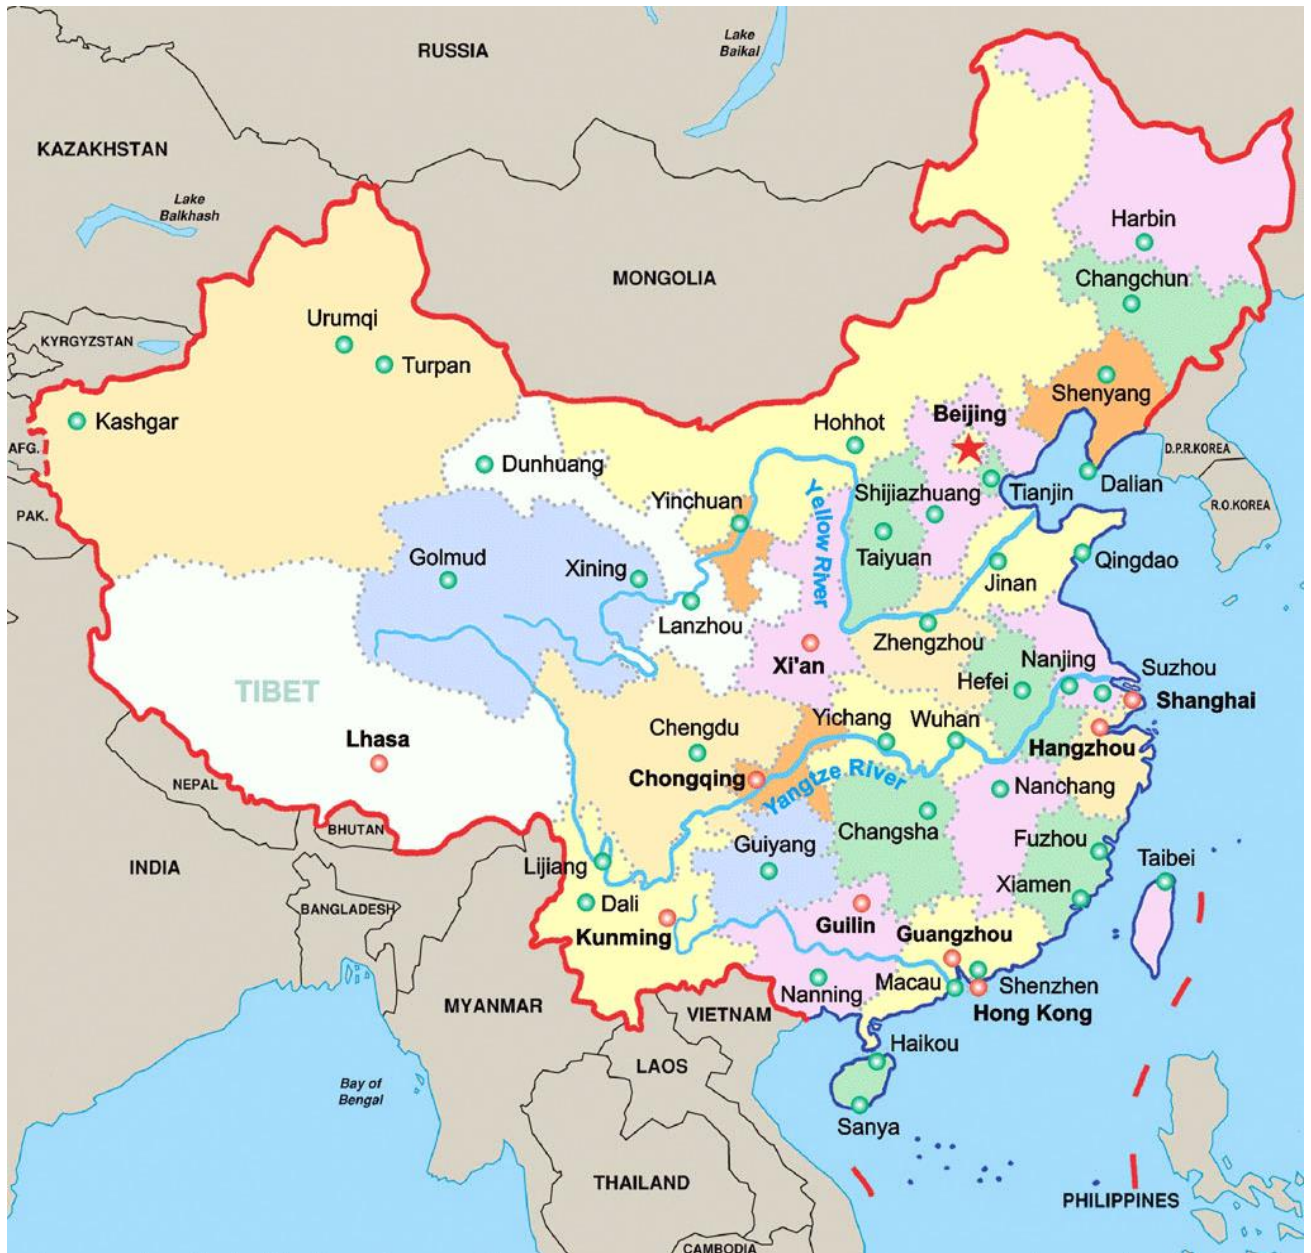 RUSSIA
Lake
Baikal
KAZAKHSTAN
Lake
Balkhash
Harbin
MONGOLIA
Changchun
Urumqi
KYRGYZSTAN
Turpan
Shenyang
Kashgar
Hohhot
Beijing
AFG.
D.P.R.KOREA
Dunhuang
Dalian
Yinchuan
Yellow River
Shijiazhuang
Tianjin
PAK.
R.O.KOREA
Golmud
Xining
Taiyuan
Jinan
Qingdao
Lanzhou
Zhengzhou
Xi'an
Nanjing
Suzhou
TIBET
Hefei
Shanghai
Lhasa
Chengdu
Yichang
Wuhan
Hangzhou
Chongqing
Yangtze River
NEPAL
Nanchang
BHUTAN
Changsha
Guiyang
Fuzhou
INDIA
Lijiang
Taibei
Xiamen
BANGLADESH
Dali
Kunming
Guilin
Guangzhou
Nanning
Macau
Shenzhen
MYANMAR
VIETNAM
Hong Kong
Haikou
LAOS
Bay of
Bengal
Sanya
THAILAND
PHILIPPINES
CAMBODIA